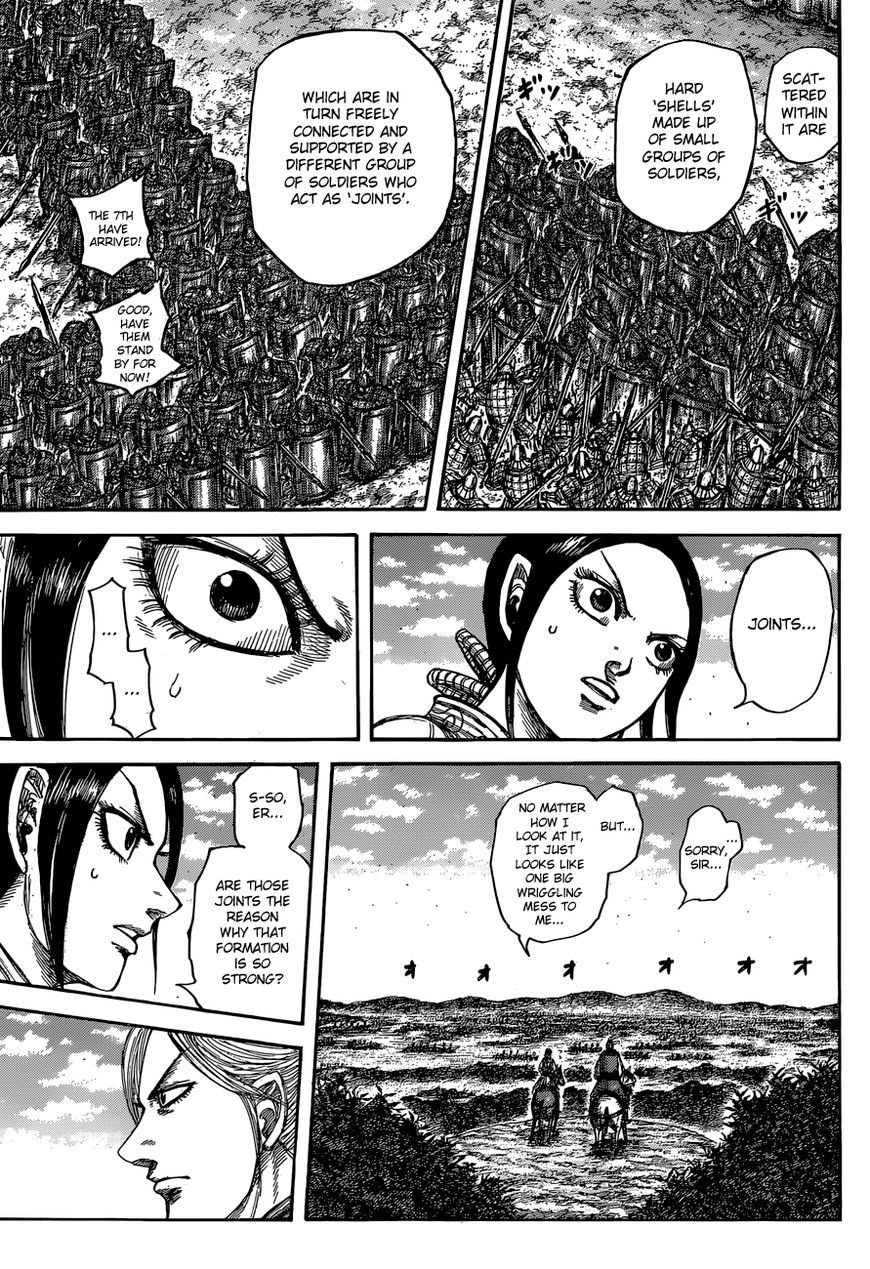 SCAT-
TERED
WITHIN
IT ARE
HARD
'SHELLS'
MADE UP
OF SMALL
GROUPS OF
SOLDIERS,
ギッ
ギッ
WHICH ARE IN
TURN FREELY
CONNECTED AND
SUPPORTED BY A
DIFFERENT GROUP
OF SOLDIERS WHO
ACT AS 'JOINTS'.
THE 7TH
HAVE
ARRIVED!
GOOD,
HAVE
THEM
STAND
BY FOR
NOW!
JOINTS...
...
...
...
SORRY,
SIR...
BUT...
NO MATTER
HOW I
LOOK AT IT,
IT JUST
LOOKS LIKE
ONE BIG
WRIGGLING
MESS TO
ME...
オ オ オ オ オ オ
S-SO,
ER...
ARE THOSE
JOINTS THE
REASON
WHY THAT
FORMATION
IS SO
STRONG?